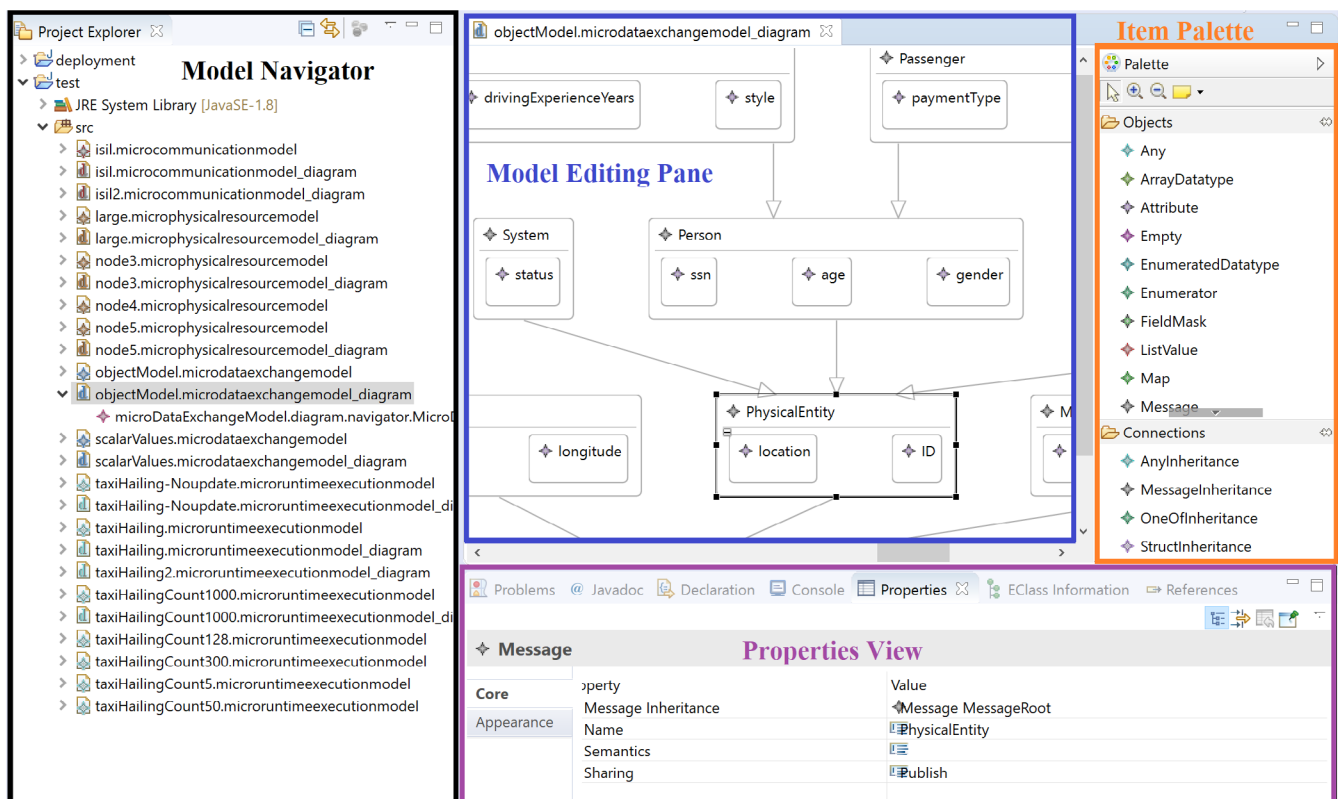 Project Explorer
Model Navigator
deployment
test
JRE System Library [JavaSE-1.8]
src
isil.microcommunicationmodel
isil.microcommunicationmodel_diagram
isil2.microcommunicationmodel_diagram
large.microphysicalresourcemodel
large.microphysicalresourcemodel_diagram
node3.microphysicalresourcemodel
node3.microphysicalresourcemodel_diagram
node4.microphysicalresourcemodel
node5.microphysicalresourcemodel
node5.microphysicalresourcemodel_diagram
objectModel.microdataexchangemodel
objectModel.microdataexchangemodel_diagram
microDataExchangeModel.diagram.navigator.MicroD
scalarValues.microdataexchangemodel
scalarValues.microdataexchangemodel_diagram
taxiHailing-Noupdate.microruntimeexecutionmodel
taxiHailing-Noupdate.microruntimeexecutionmodel_di
taxiHailing.microruntimeexecutionmodel
taxiHailing.microruntimeexecutionmodel_diagram
taxiHailing2.microruntimeexecutionmodel_diagram
taxiHailingCount1000.microruntimeexecutionmodel
taxiHailingCount1000.microruntimeexecutionmodel_di
taxiHailingCount128.microruntimeexecutionmodel
taxiHailingCount300.microruntimeexecutionmodel
taxiHailingCount5.microruntimeexecutionmodel
taxiHailingCount50.microruntimeexecutionmodel
objectModel.microdataexchangemodel_diagram
Passenger
drivingExperienceYears
style
paymentType
Model Editing Pane
System
status
Person
ssn
age
gender
longitude
PhysicalEntity
location
ID
M
Item Palette
Palette
Objects
Any
ArrayDatatype
Attribute
Empty
EnumeratedDatatype
Enumerator
FieldMask
ListValue
Map
Message
Connections
AnyInheritance
MessageInheritance
OneOfInheritance
StructInheritance
Problems @ Javadoc Declaration Console Properties EClass Information References
Message
Properties View
Core
Appearance
operty Value
Message Inheritance Message MessageRoot
Name PhysicalEntity
Semantics
Sharing Publish